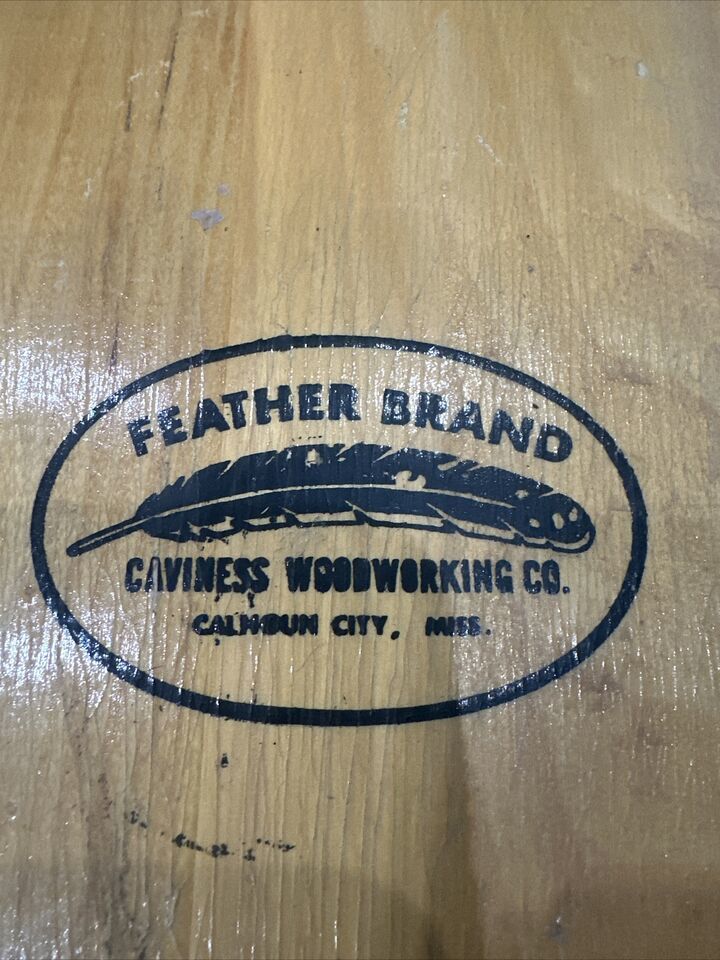 FEATHER BRAND
CAVINESS WOODWORKING CO.
CALHOUN CITY, MISS.